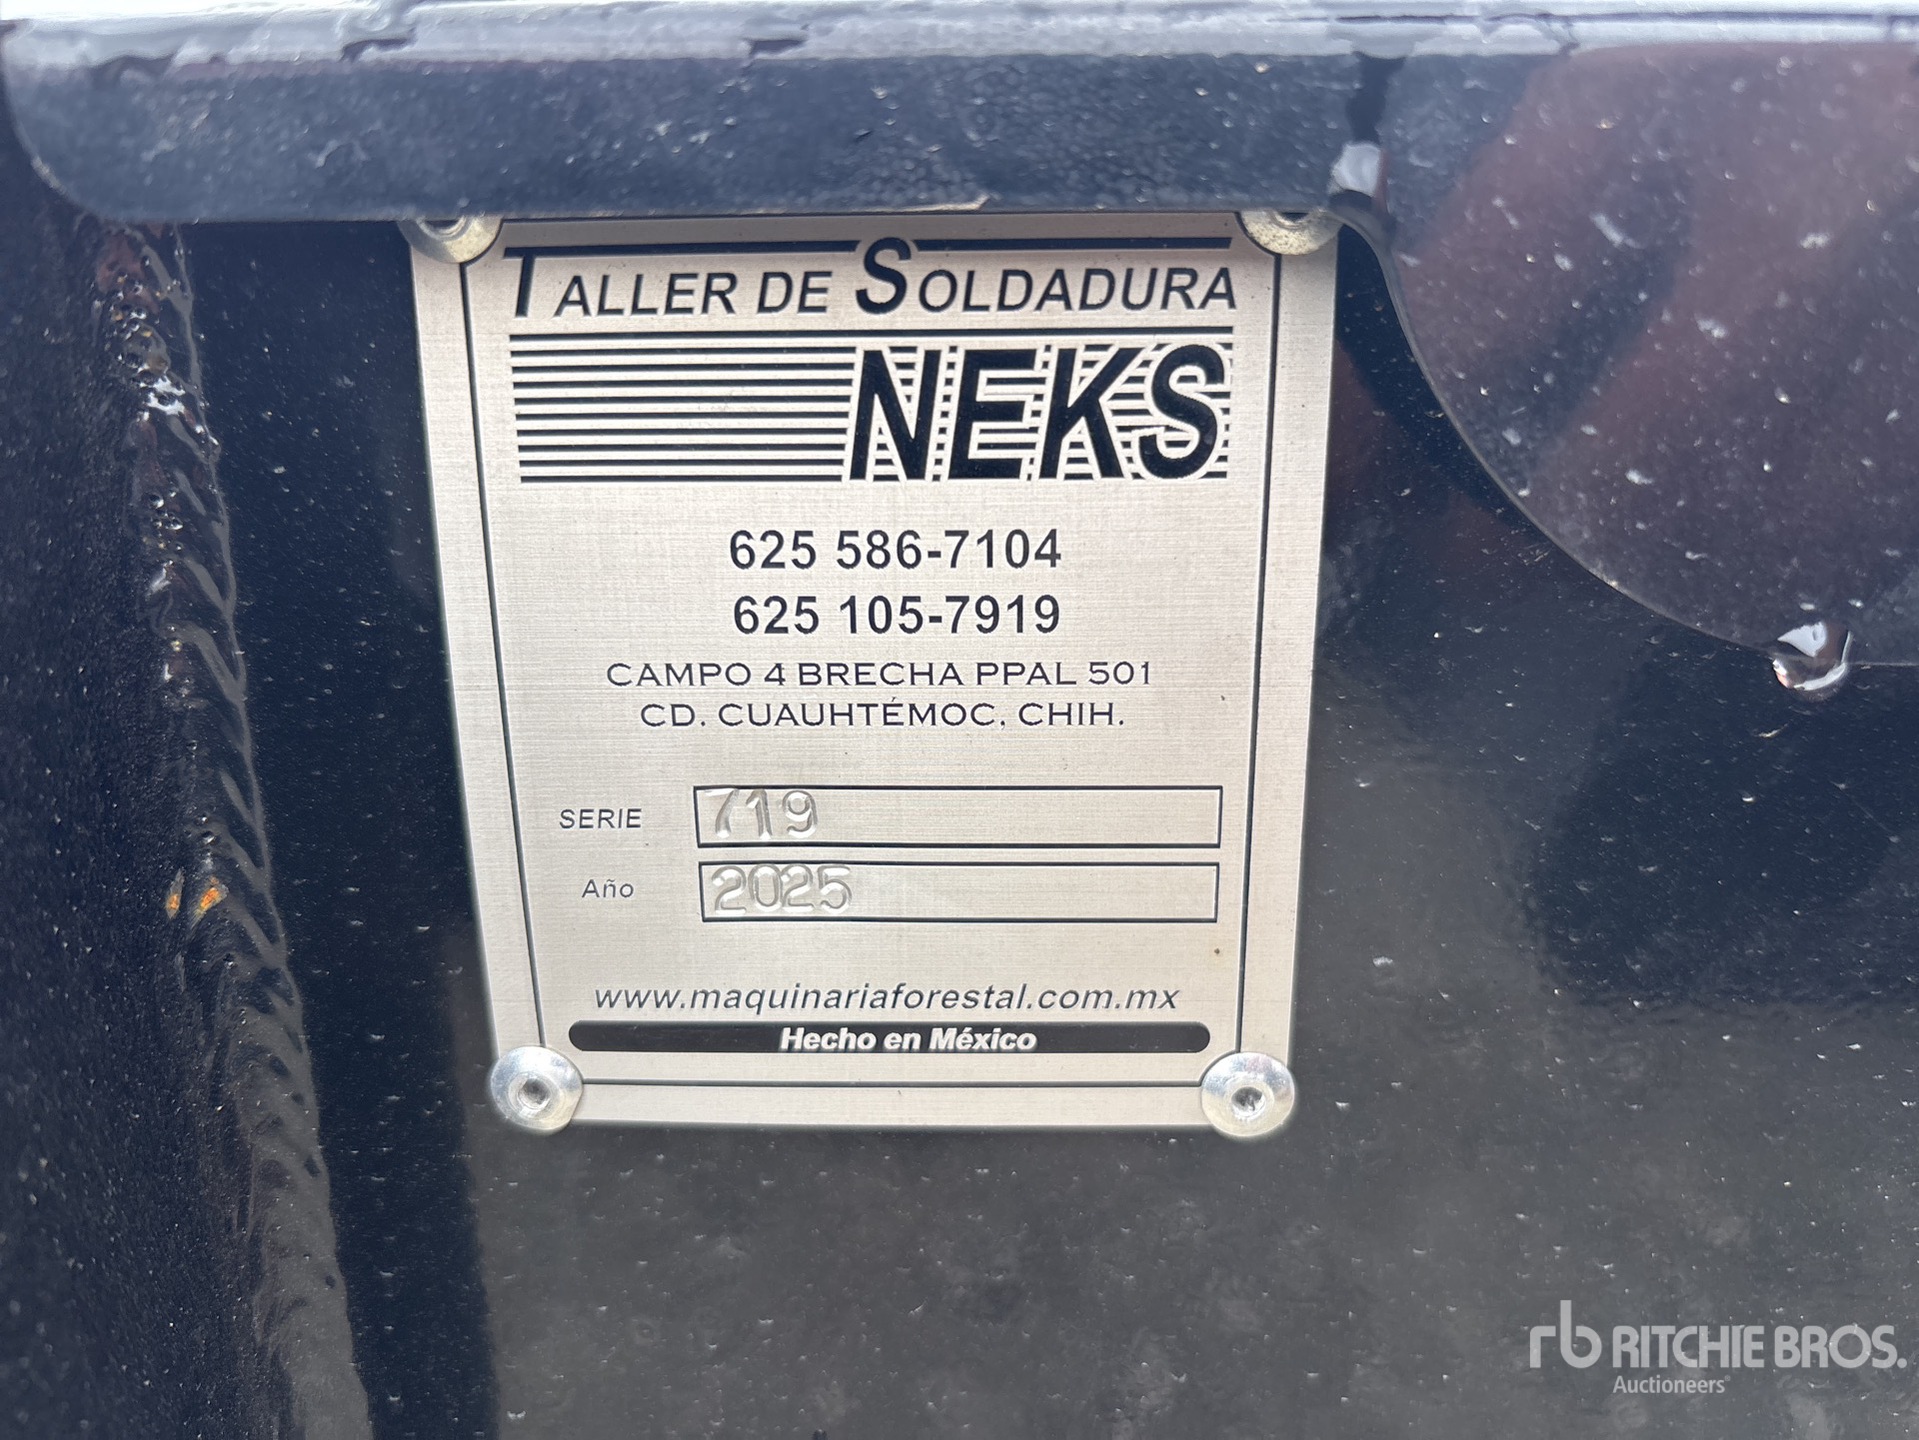 TALLER DE SOLDADURA
NEKS
625 586-7104
625 105-7919
CAMPO 4 BRECHA PPAL 501
CD. CUAUHTÉMOC, CHIH.
SERIE 719
Año 2025
www.maquinariaforestal.com.mx
Hecho en México
rb RITCHIE BROS.
Auctioneers